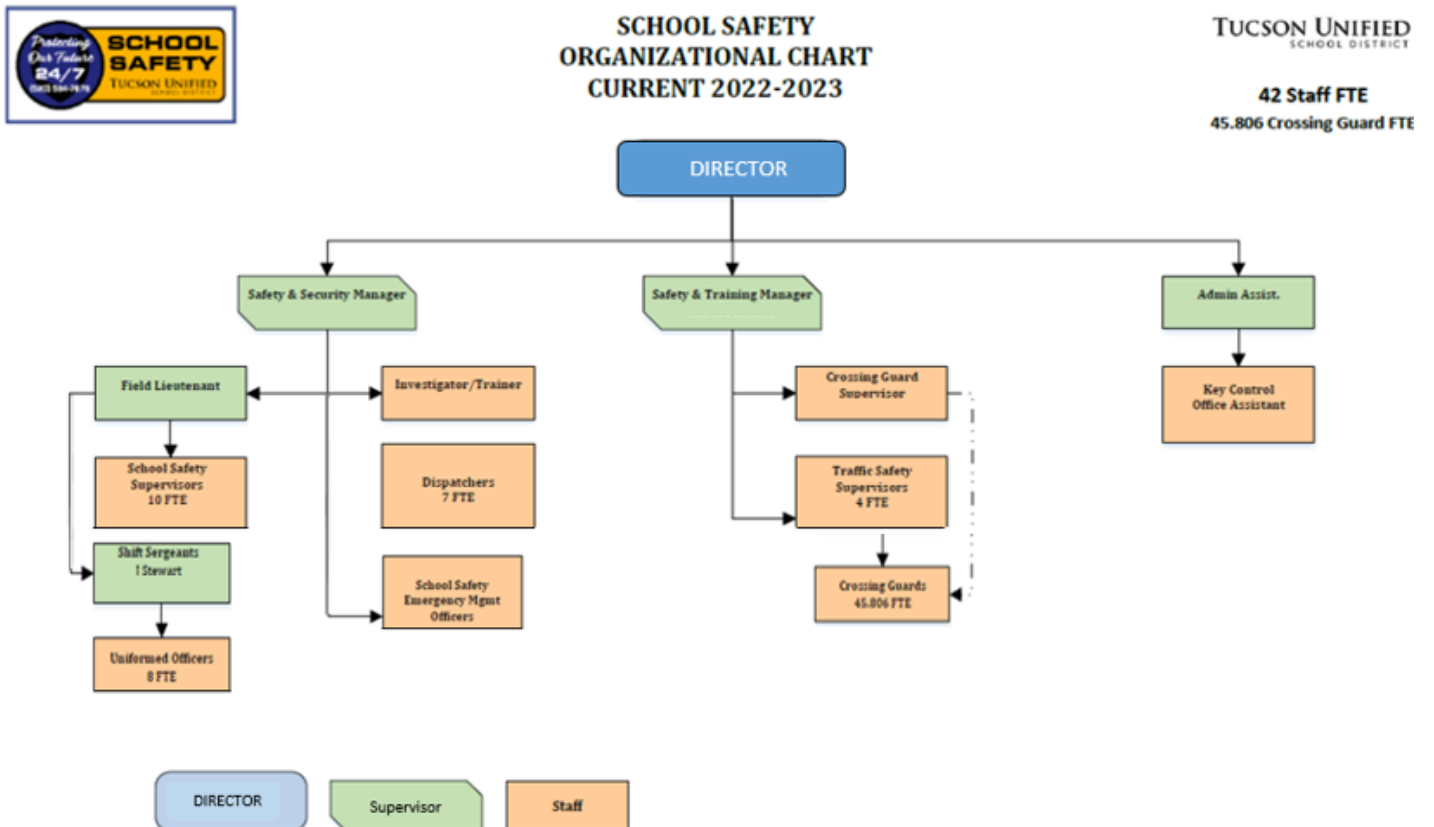 Protecting
Our Future
24/7
SCHOOL
SAFETY
TUCSON UNIFIED
SCHOOL DISTRICT
SCHOOL SAFETY
ORGANIZATIONAL CHART
CURRENT 2022-2023
TUCSON UNIFIED
SCHOOL DISTRICT
42 Staff FTE
45.806 Crossing Guard FTE
DIRECTOR
Safety & Security Manager
Safety & Training Manager
Admin Assist.
Field Lieutenant
Investigator/Trainer
Crossing Guard
Supervisor
Key Control
Office Assistant
School Safety
Supervisors
10 FTE
Dispatchers
7 FTE
Traffic Safety
Supervisors
4 FTE
Shift Sergeants
Stewart
School Safety
Emergency Mgmt
Officers
Crossing Guards
45.806 FTE
Uniformed Officers
8 FTE
DIRECTOR
Supervisor
Staff